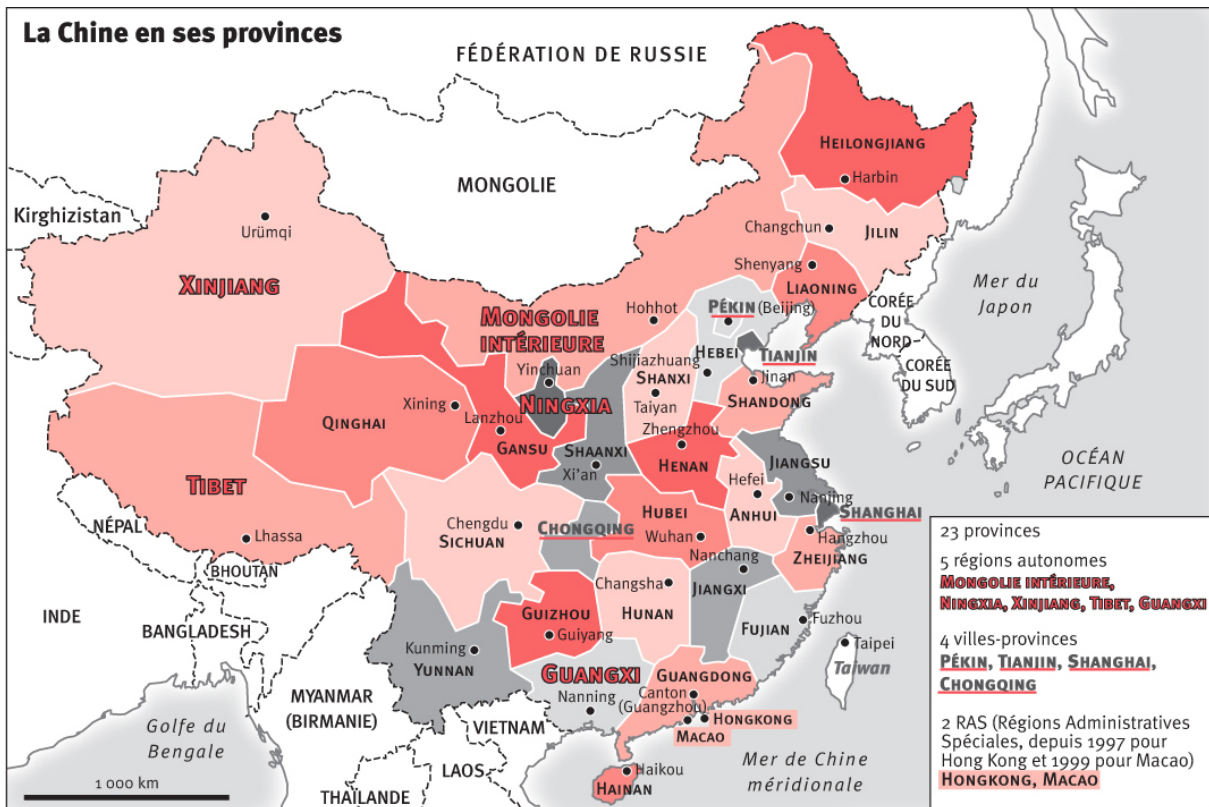 La Chine en ses provinces
FÉDÉRATION DE RUSSIE
HEILONGJIANG
Harbin
MONGOLIE
Kirghizistan
Urümqi
Changchun
JILIN
Shenyang
LIAONING
XINJIANG
Mer du
Japon
Hohhot
PÉKIN (Beijing)
CORÉE
DU
NORD
MONGOLIE
INTÉRIEURE
HEBEI
TIANJIN
Shijiazhuang
CORÉE
DU SUD
Yinchuan
SHANXI
Jinan
NINGXIA
Taiyan
SHANDONG
Xining
QINGHAI
Lanzhou
GANSU
Zhengzhou
SHAANXI
HENAN
JIANGSU
OCÉAN
PACIFIQUE
Xi'an
Hefei
TIBET
Nanjing
ANHUI
SHANGHAI
HUBEI
NÉPAL
Lhassa
Chengdu
SICHUAN
CHONGQING
Wuhan
Hangzhou
ZHEIJIANG
BHOUTAN
Nanchang
Changsha
JIANGXI
INDE
GUIZHOU
HUNAN
BANGLADESH
Guiyang
FUJIAN
Fuzhou
Kunming
YUNNAN
Taipei
Taiwan
GUANGXI
GUANGDONG
MYANMAR
(BIRMANIE)
Nanning
Canton
(Guangzhou)
HONGKONG
MACAO
Golfe du
Bengale
VIETNAM
LAOS
Mer de Chine
méridionale
Haikou
HAINAN
THAÏLANDE
1 000 km
23 provinces
5 régions autonomes
MONGOLIE INTÉRIEURE,
NINGXIA, XINJIANG, TIBET, GUANGXI
4 villes-provinces
PÉKIN, TIANJIN, SHANGHAI,
CHONGQING
2 RAS (Régions Administratives
Spéciales, depuis 1997 pour
Hong Kong et 1999 pour Macao)
HONGKONG, MACAO